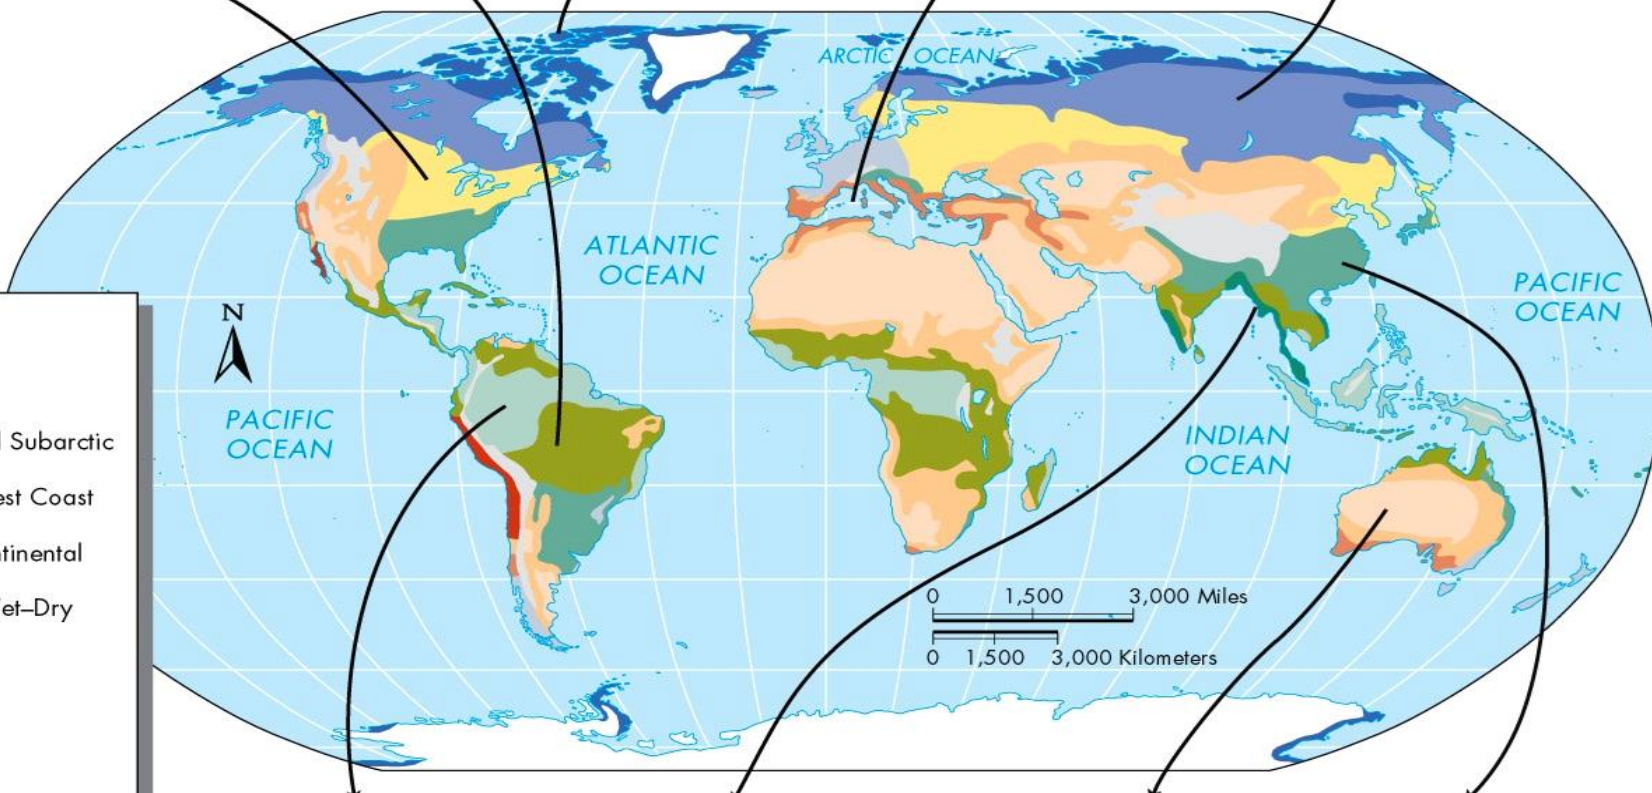 ARCTIC OCEAN
ATLANTIC
OCEAN
PACIFIC
OCEAN
N
PACIFIC
OCEAN
Subarctic
INDIAN
OCEAN
est Coast
tinental
et–Dry
0 1,500 3,000 Miles
0 1,500 3,000 Kilometers